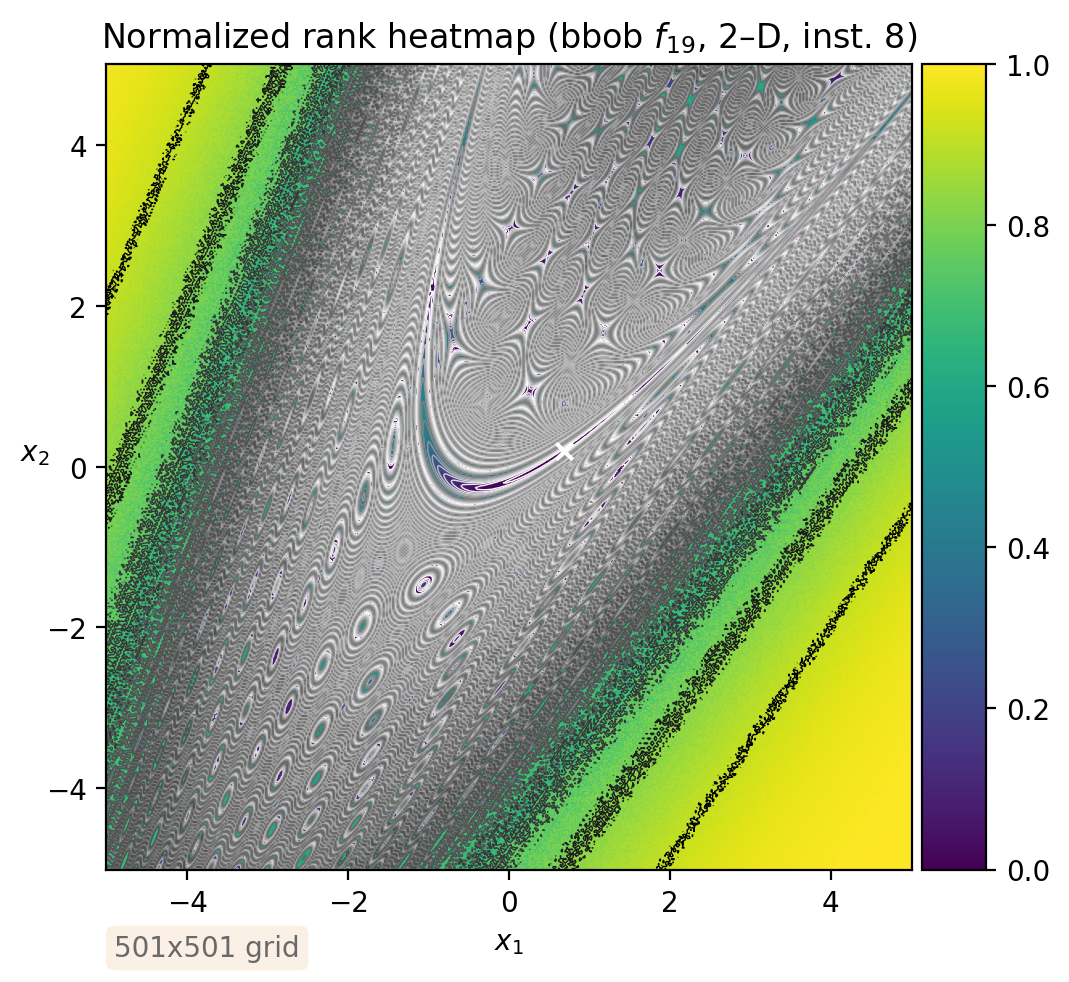 Normalized rank heatmap (bbob f₁₉, 2–D, inst. 8)
1.0
0.8
0.6
0.4
0.2
0.0
4
2
0
−2
−4
x₂
−4 −2 0 2 4
x₁
501x501 grid